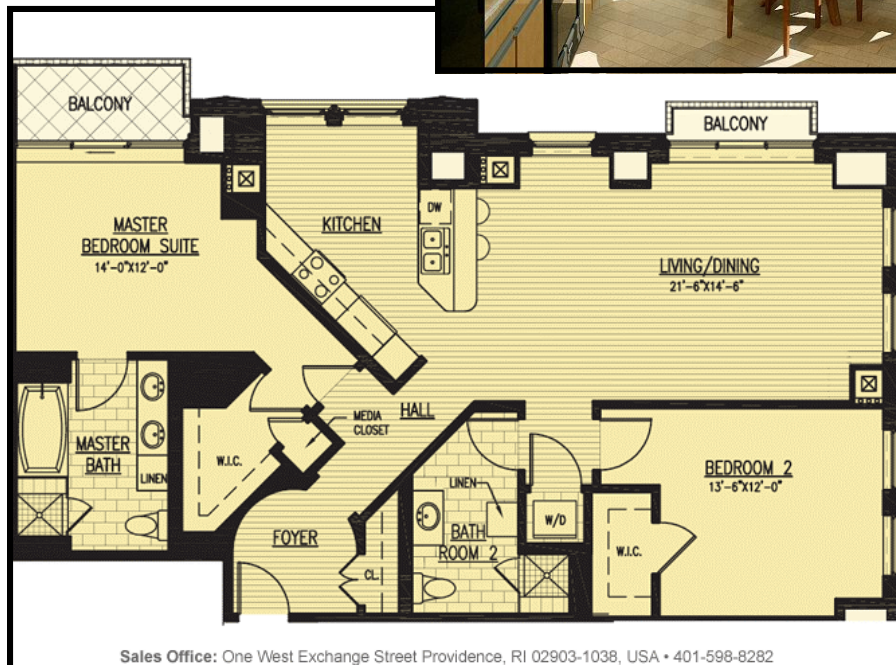 BALCONY
BALCONY
MASTER
BEDROOM SUITE
14'-0"X12'-0"
KITCHEN
DW
LIVING/DINING
21'-6"X14'-6"
HALL
MEDIA
CLOSET
MASTER
BATH
LINEN
W.I.C.
FOYER
CL.
LINEN
BATH
ROOM 2
W/D
BEDROOM 2
13'-6"X12'-0"
W.I.C.
Sales Office: One West Exchange Street Providence, RI 02903-1038, USA • 401-598-8282